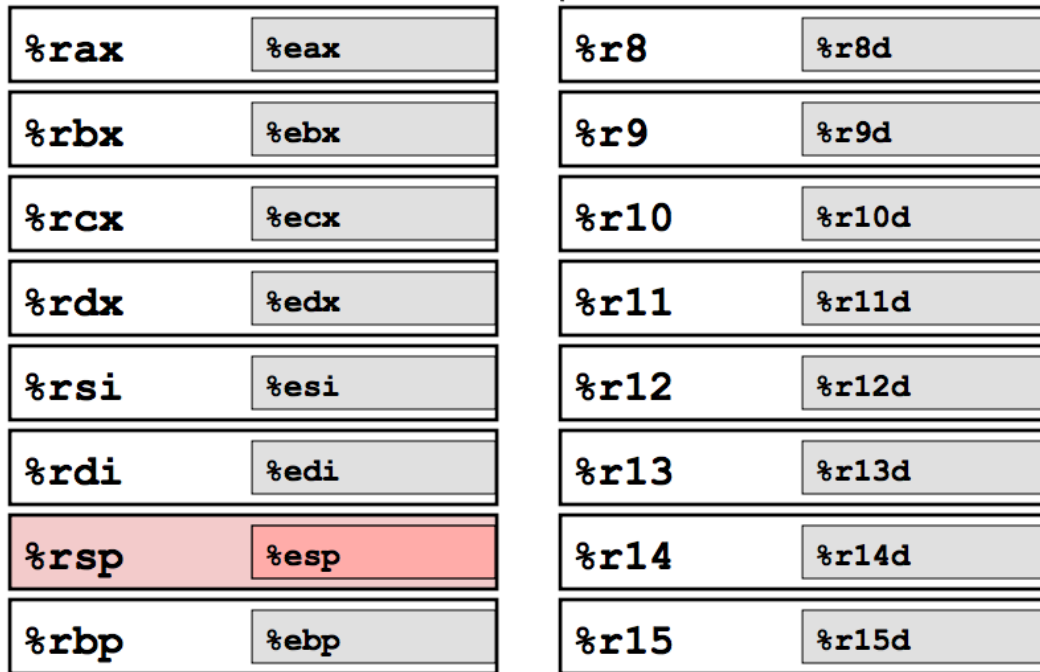 %rax %eax %r8 %r8d
%rbx %ebx %r9 %r9d
%rcx %ecx %r10 %r10d
%rdx %edx %r11 %r11d
%rsi %esi %r12 %r12d
%rdi %edi %r13 %r13d
%rsp %esp %r14 %r14d
%rbp %ebp %r15 %r15d